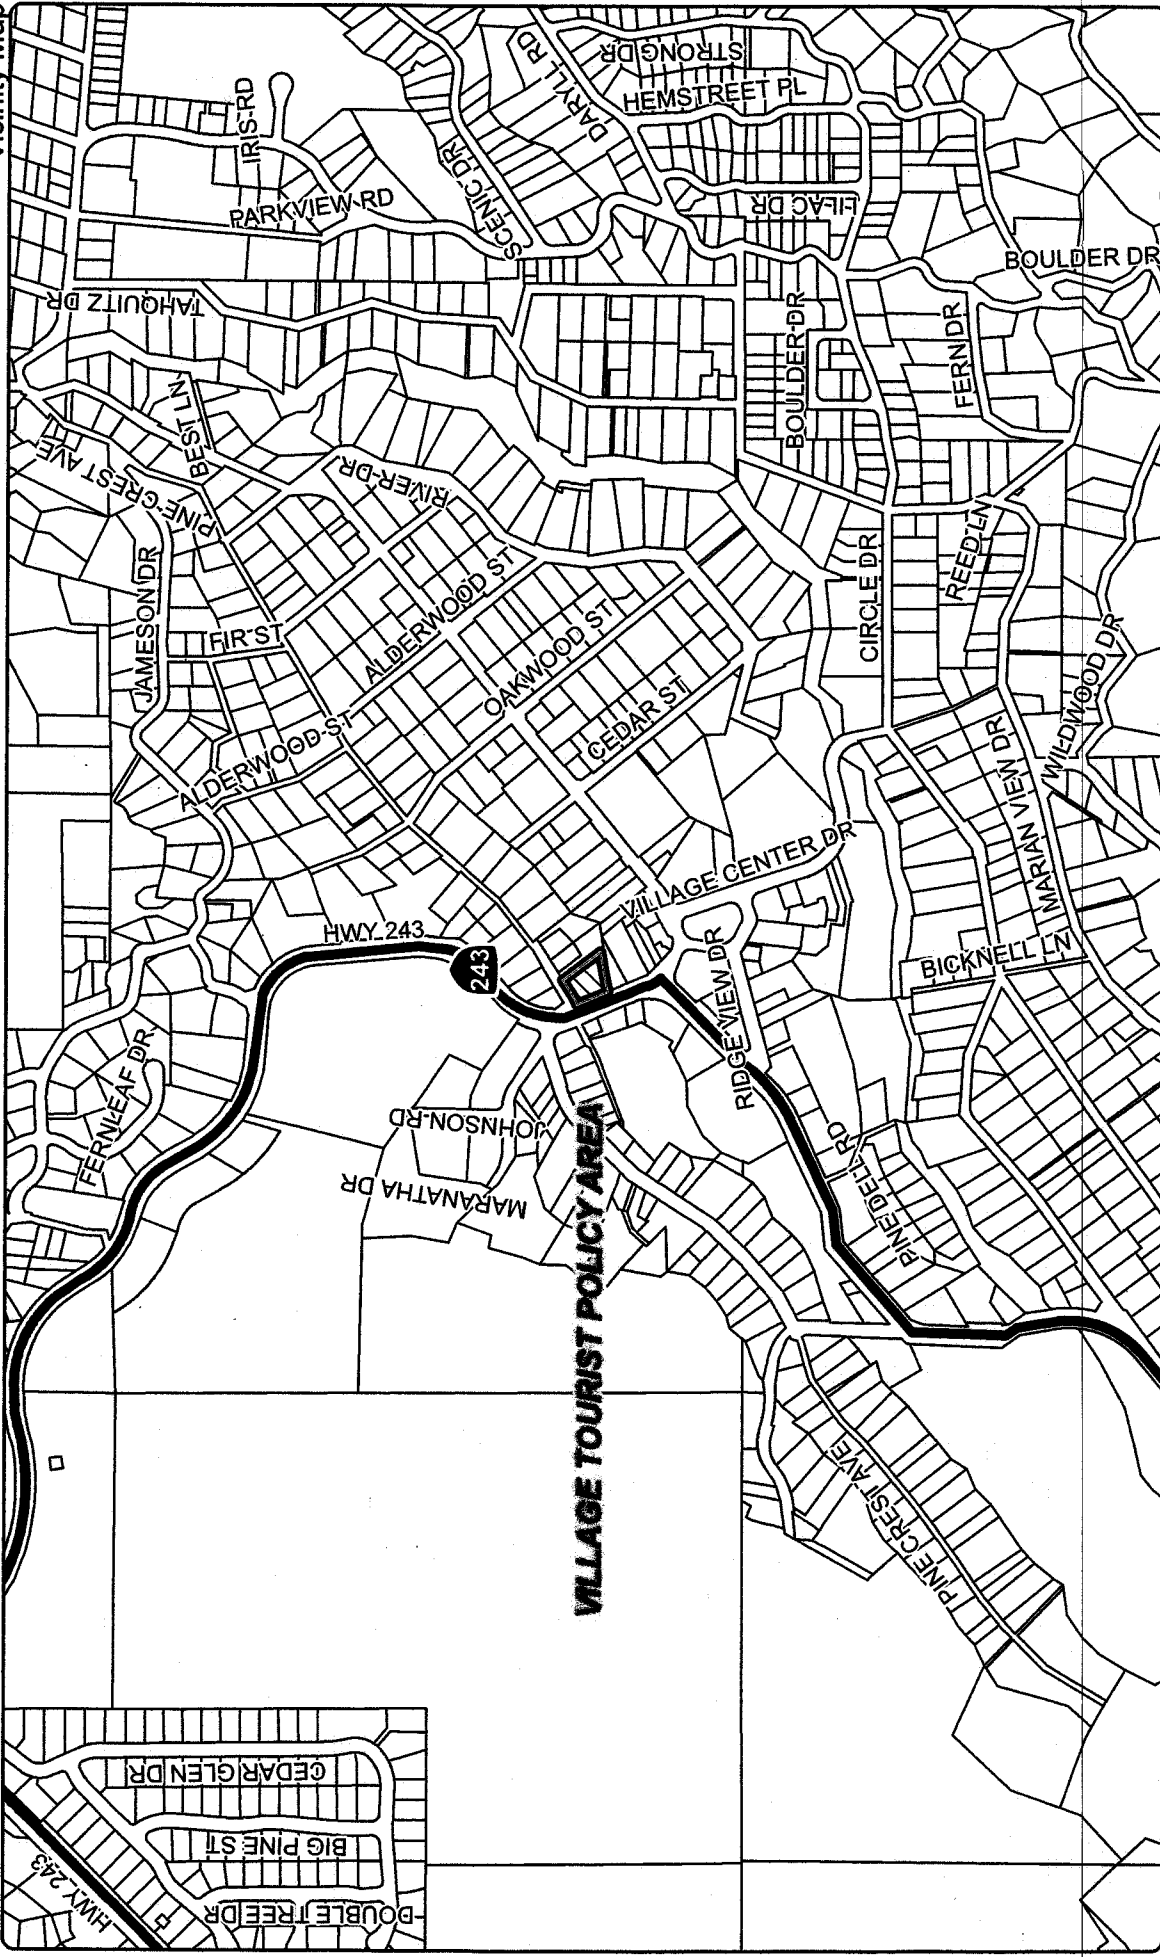 STRONG DR
DARYLL RD
HEMSTREET PL
IRIS RD
SCENIC DR
PARKVIEW RD
LILAC DR
BOULDER DR
TAHQUITZ DR
BOULDER DR
FERN DR
BEST LN
PINE CREST AVE
RIVER DR
JAMESON DR
FIR ST
ALDERWOOD ST
REED LN
CIRCLE DR
OAKWOOD ST
CEDAR ST
ALDERWOOD ST
WILDWOOD DR
MARIAN VIEW DR
VILLAGE CENTER DR
HWY 243
243
BICKNELL LN
RIDGE VIEW DR
FERNLEAF DR
JOHNSON RD
MARANATHA DR
VILLAGE TOURIST POLICY AREA
PINE DELL RD
PINE CREST AVE
CEDAR GLEN DR
BIG PINE ST
HWY 243
DOUBLE TREE DR